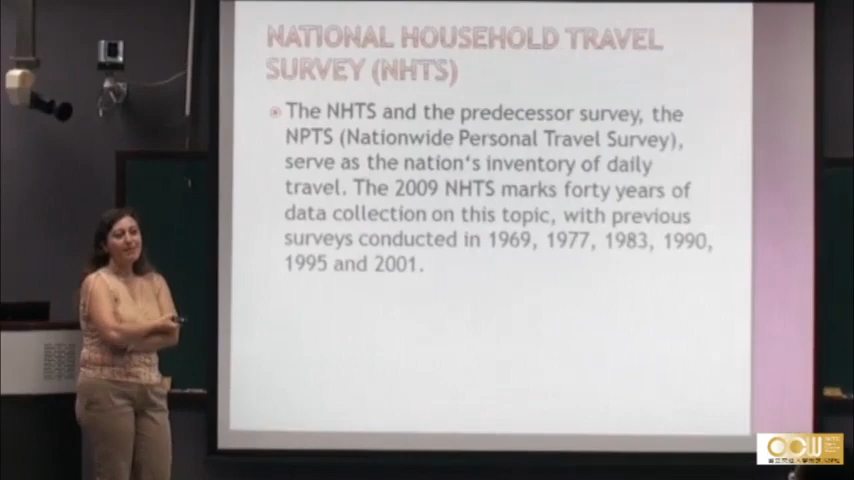 NATIONAL HOUSEHOLD TRAVEL
SURVEY (NHTS)
The NHTS and the predecessor survey, the
NPTS (Nationwide Personal Travel Survey),
serve as the nation's inventory of daily
travel. The 2009 NHTS marks forty years of
data collection on this topic, with previous
surveys conducted in 1969, 1977, 1983, 1990,
1995 and 2001.
OCW